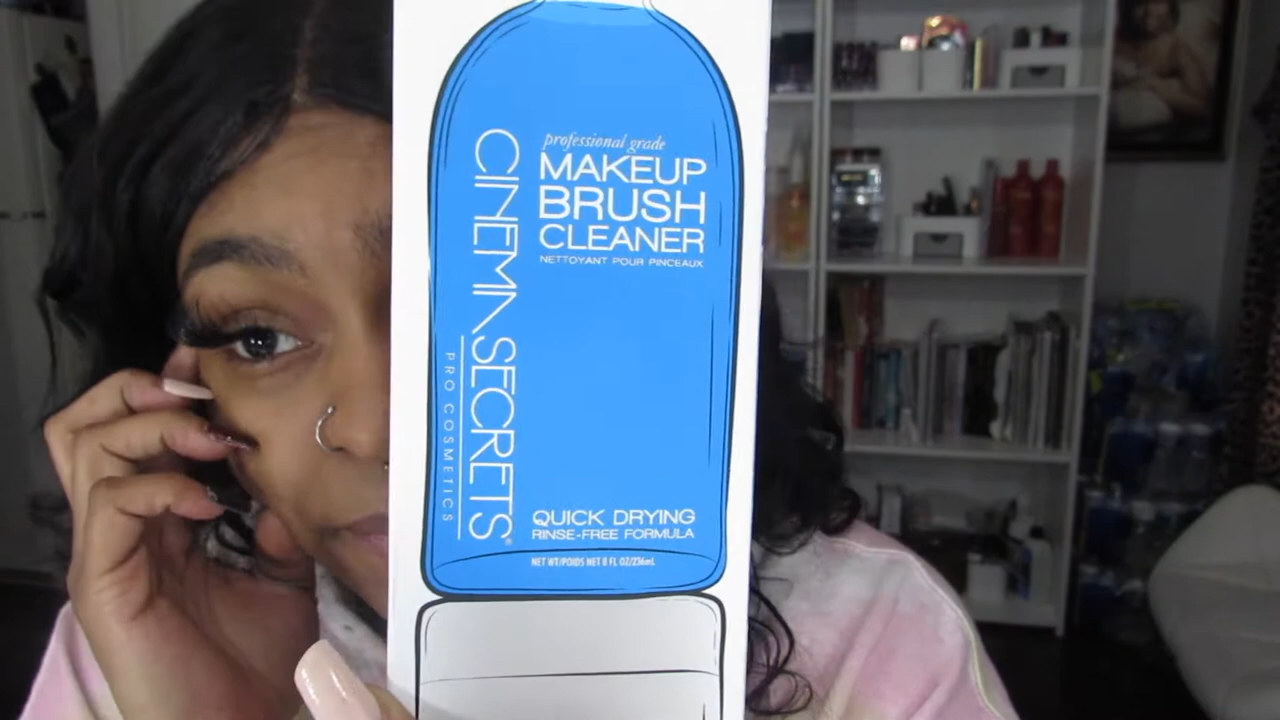 CINEMA SECRETS®
PRO COSMETICS
professional grade
MAKEUP
BRUSH
CLEANER
NETTOYANT POUR PINCEAUX
QUICK DRYING
RINSE-FREE FORMULA
NET WT/POIDS NET 8 FL OZ/236mL